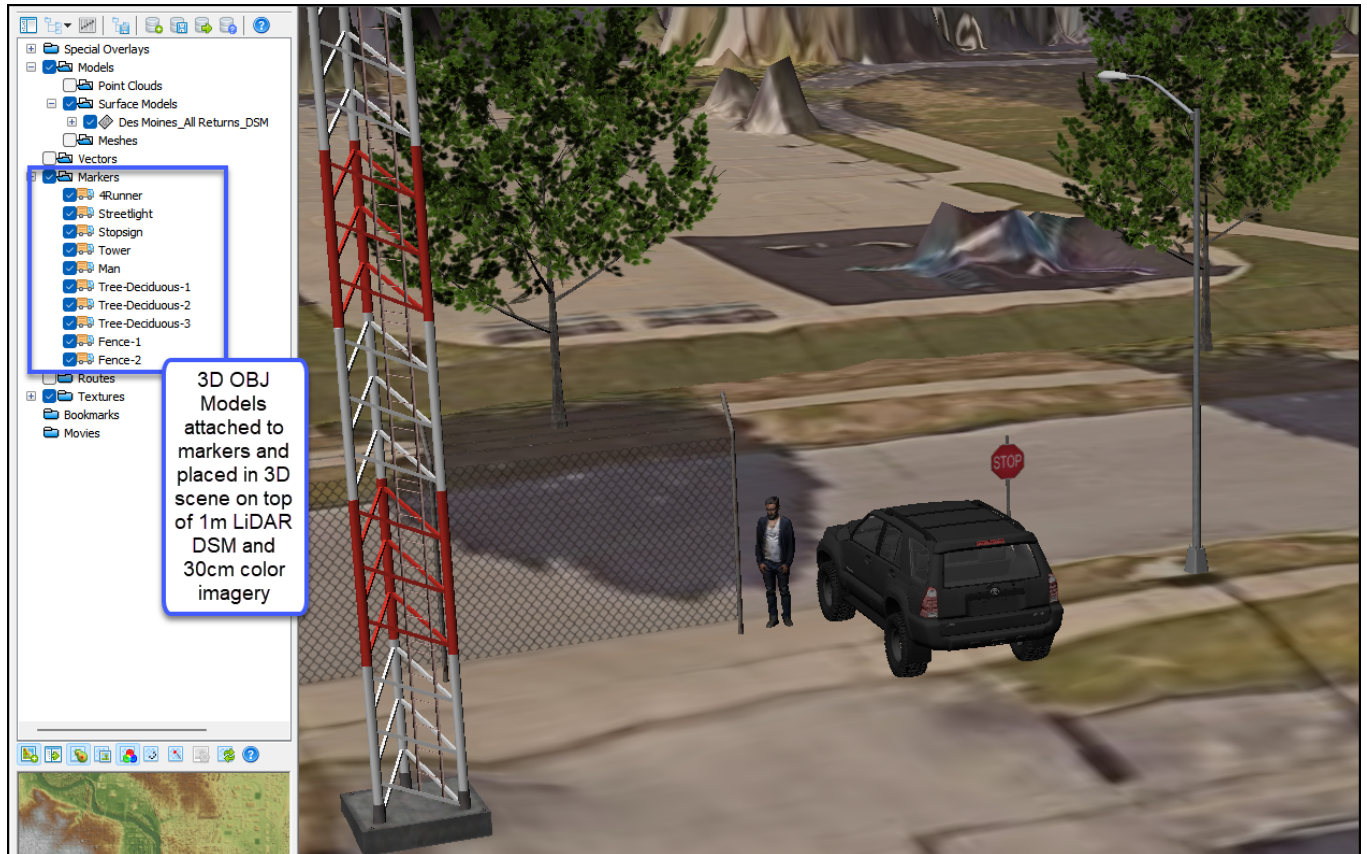 Special Overlays
Models
Point Clouds
Surface Models
Des Moines_All Returns_DSM
Meshes
Vectors
Markers
4Runner
Streetlight
Stopsign
Tower
Man
Tree-Deciduous-1
Tree-Deciduous-2
Tree-Deciduous-3
Fence-1
Fence-2
Routes
Textures
Bookmarks
Movies
3D OBJ
Models
attached to
markers and
placed in 3D
scene on top
of 1m LiDAR
DSM and
30cm color
imagery
STOP